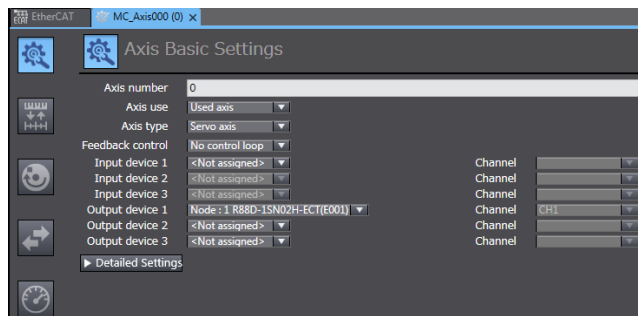 EtherCAT MC_Axis000 (0) ×
Axis Basic Settings
Axis number 0
Axis use Used axis
Axis type Servo axis
Feedback control No control loop
Input device 1 <Not assigned> Channel
Input device 2 <Not assigned> Channel
Input device 3 <Not assigned> Channel
Output device 1 Node : 1 R88D-1SN02H-ECT(E001) Channel CH1
Output device 2 <Not assigned> Channel
Output device 3 <Not assigned> Channel
Detailed Settings